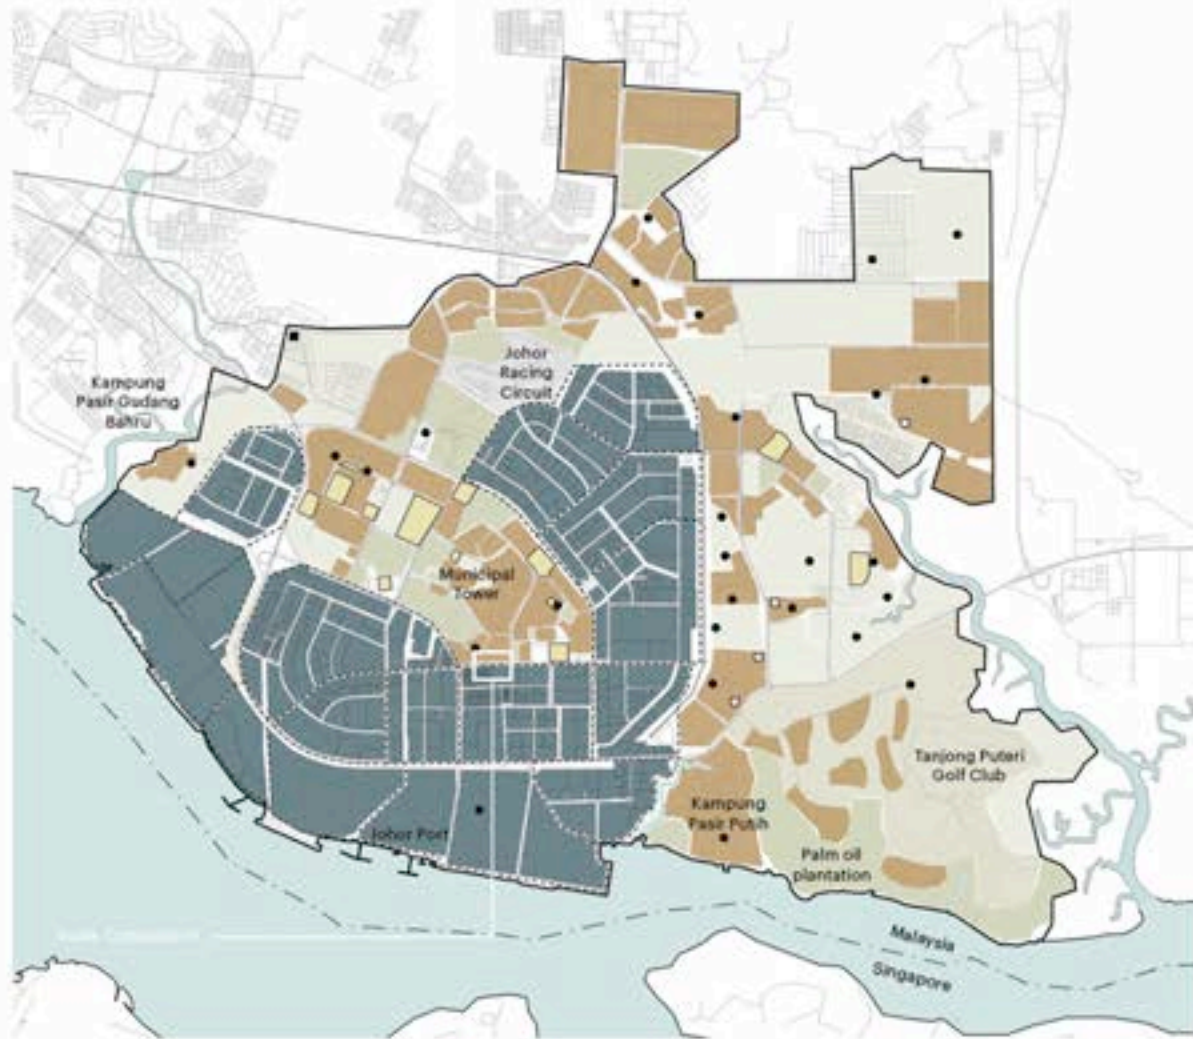 Johor
Racing
Circuit
Kampung
Pasir Gudang
Bahru
Municipal
Tower
Tanjong Puteri
Golf Club
Kampung
Pasir Putih
Johor Port
Palm oil
plantation
Malaysia
Singapore